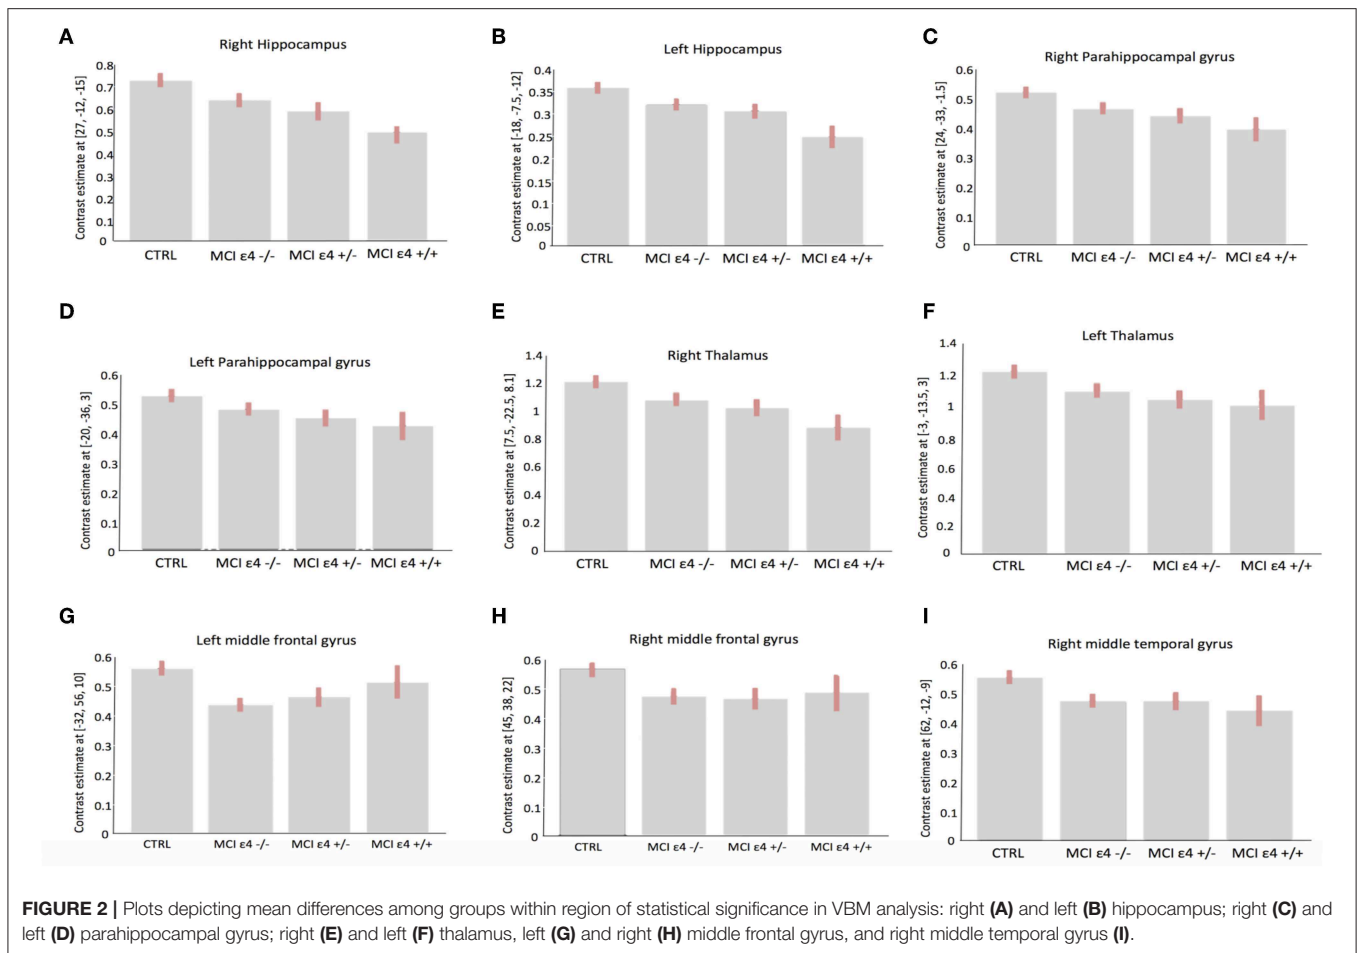 A
Right Hippocampus
Contrast estimate at [27, -12, -15]
0.8
0.7
0.6
0.5
0.4
0.3
0.2
0.1
0
CTRL MCI ε4 -/- MCI ε4 +/- MCI ε4 +/+
B
Left Hippocampus
Contrast estimate at [-18, -7.5, -12]
0.4
0.35
0.3
0.25
0.2
0.15
0.1
0.05
0
CTRL MCI ε4 -/- MCI ε4 +/- MCI ε4 +/+
C
Right Parahippocampal gyrus
Contrast estimate at [24, -33, -1.5]
0.6
0.5
0.4
0.3
0.2
0.1
0
CTRL MCI ε4 -/- MCI ε4 +/- MCI ε4 +/+
D
Left Parahippocampal gyrus
Contrast estimate at [-20, -36, 3]
0.6
0.5
0.4
0.3
0.2
0.1
0
CTRL MCI ε4 -/- MCI ε4 +/- MCI ε4 +/+
E
Right Thalamus
Contrast estimate at [7.5, -22.5, 8.1]
1.4
1.2
1
0.8
0.6
0.4
0.2
0
CTRL MCI ε4 -/- MCI ε4 +/- MCI ε4 +/+
F
Left Thalamus
Contrast estimate at [-3, -13.5, 3]
1.4
1.2
1
0.8
0.6
0.4
0.2
0
CTRL MCI ε4 -/- MCI ε4 +/- MCI ε4 +/+
G
Left middle frontal gyrus
Contrast estimate at [-32, 56, 10]
0.6
0.5
0.4
0.3
0.2
0.1
0
CTRL MCI ε4 -/- MCI ε4 +/- MCI ε4 +/+
H
Right middle frontal gyrus
Contrast estimate at [45, 38, 22]
0.6
0.5
0.4
0.3
0.2
0.1
0
CTRL MCI ε4 -/- MCI ε4 +/- MCI ε4 +/+
I
Right middle temporal gyrus
Contrast estimate at [62, -12, -9]
0.6
0.5
0.4
0.3
0.2
0.1
0
CTRL MCI ε4 -/- MCI ε4 +/- MCI ε4 +/+
FIGURE 2 | Plots depicting mean differences among groups within region of statistical significance in VBM analysis: right (A) and left (B) hippocampus; right (C) and
left (D) parahippocampal gyrus; right (E) and left (F) thalamus, left (G) and right (H) middle frontal gyrus, and right middle temporal gyrus (I).